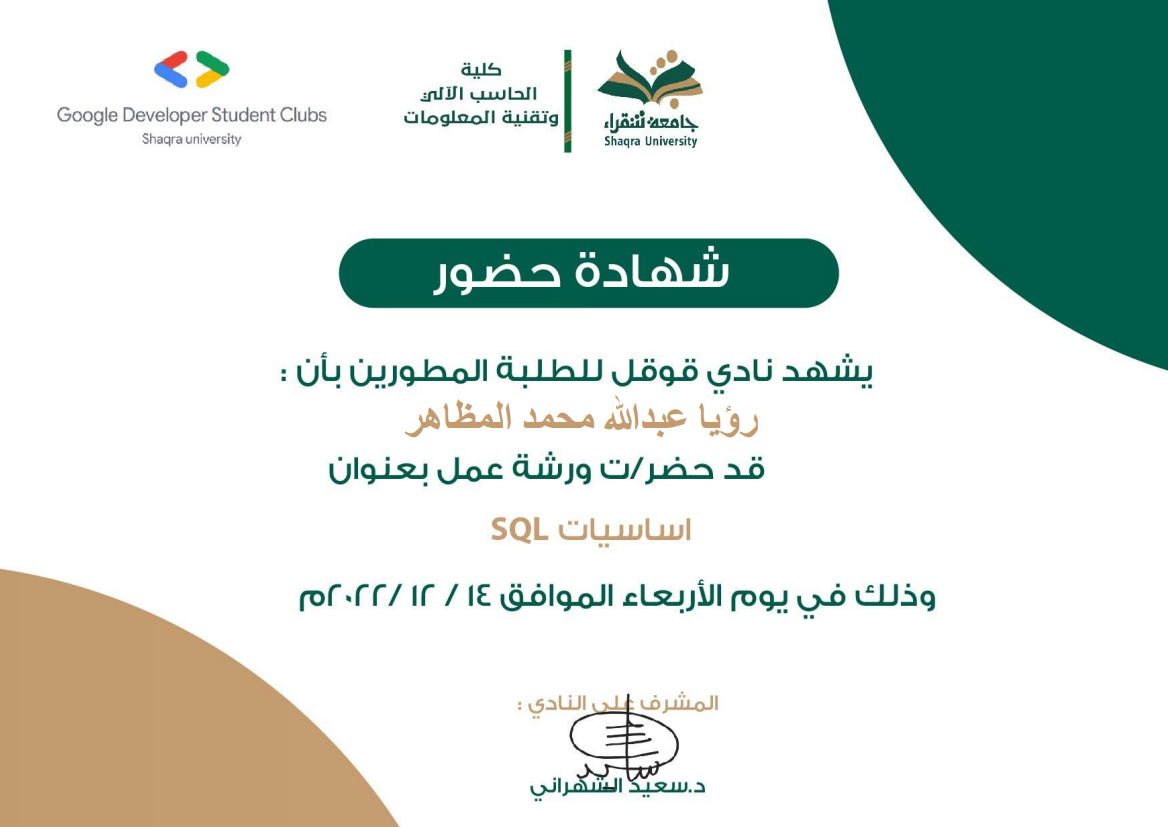 Google Developer Student Clubs
Shaqra university
كلية
الحاسب الآلي
وتقنية المعلومات
جامعة شقراء
Shaqra University
شهادة حضور
يشهد نادي قوقل للطلبة المطورين بأن :
رؤيا عبدالله محمد المظاهر
قد حضر/ت ورشة عمل بعنوان
اساسيات SQL
وذلك في يوم الأربعاء الموافق ١٤ / ١٢ /٢٠٢٢م
المشرف على النادي :
د.سعيد الشهراني